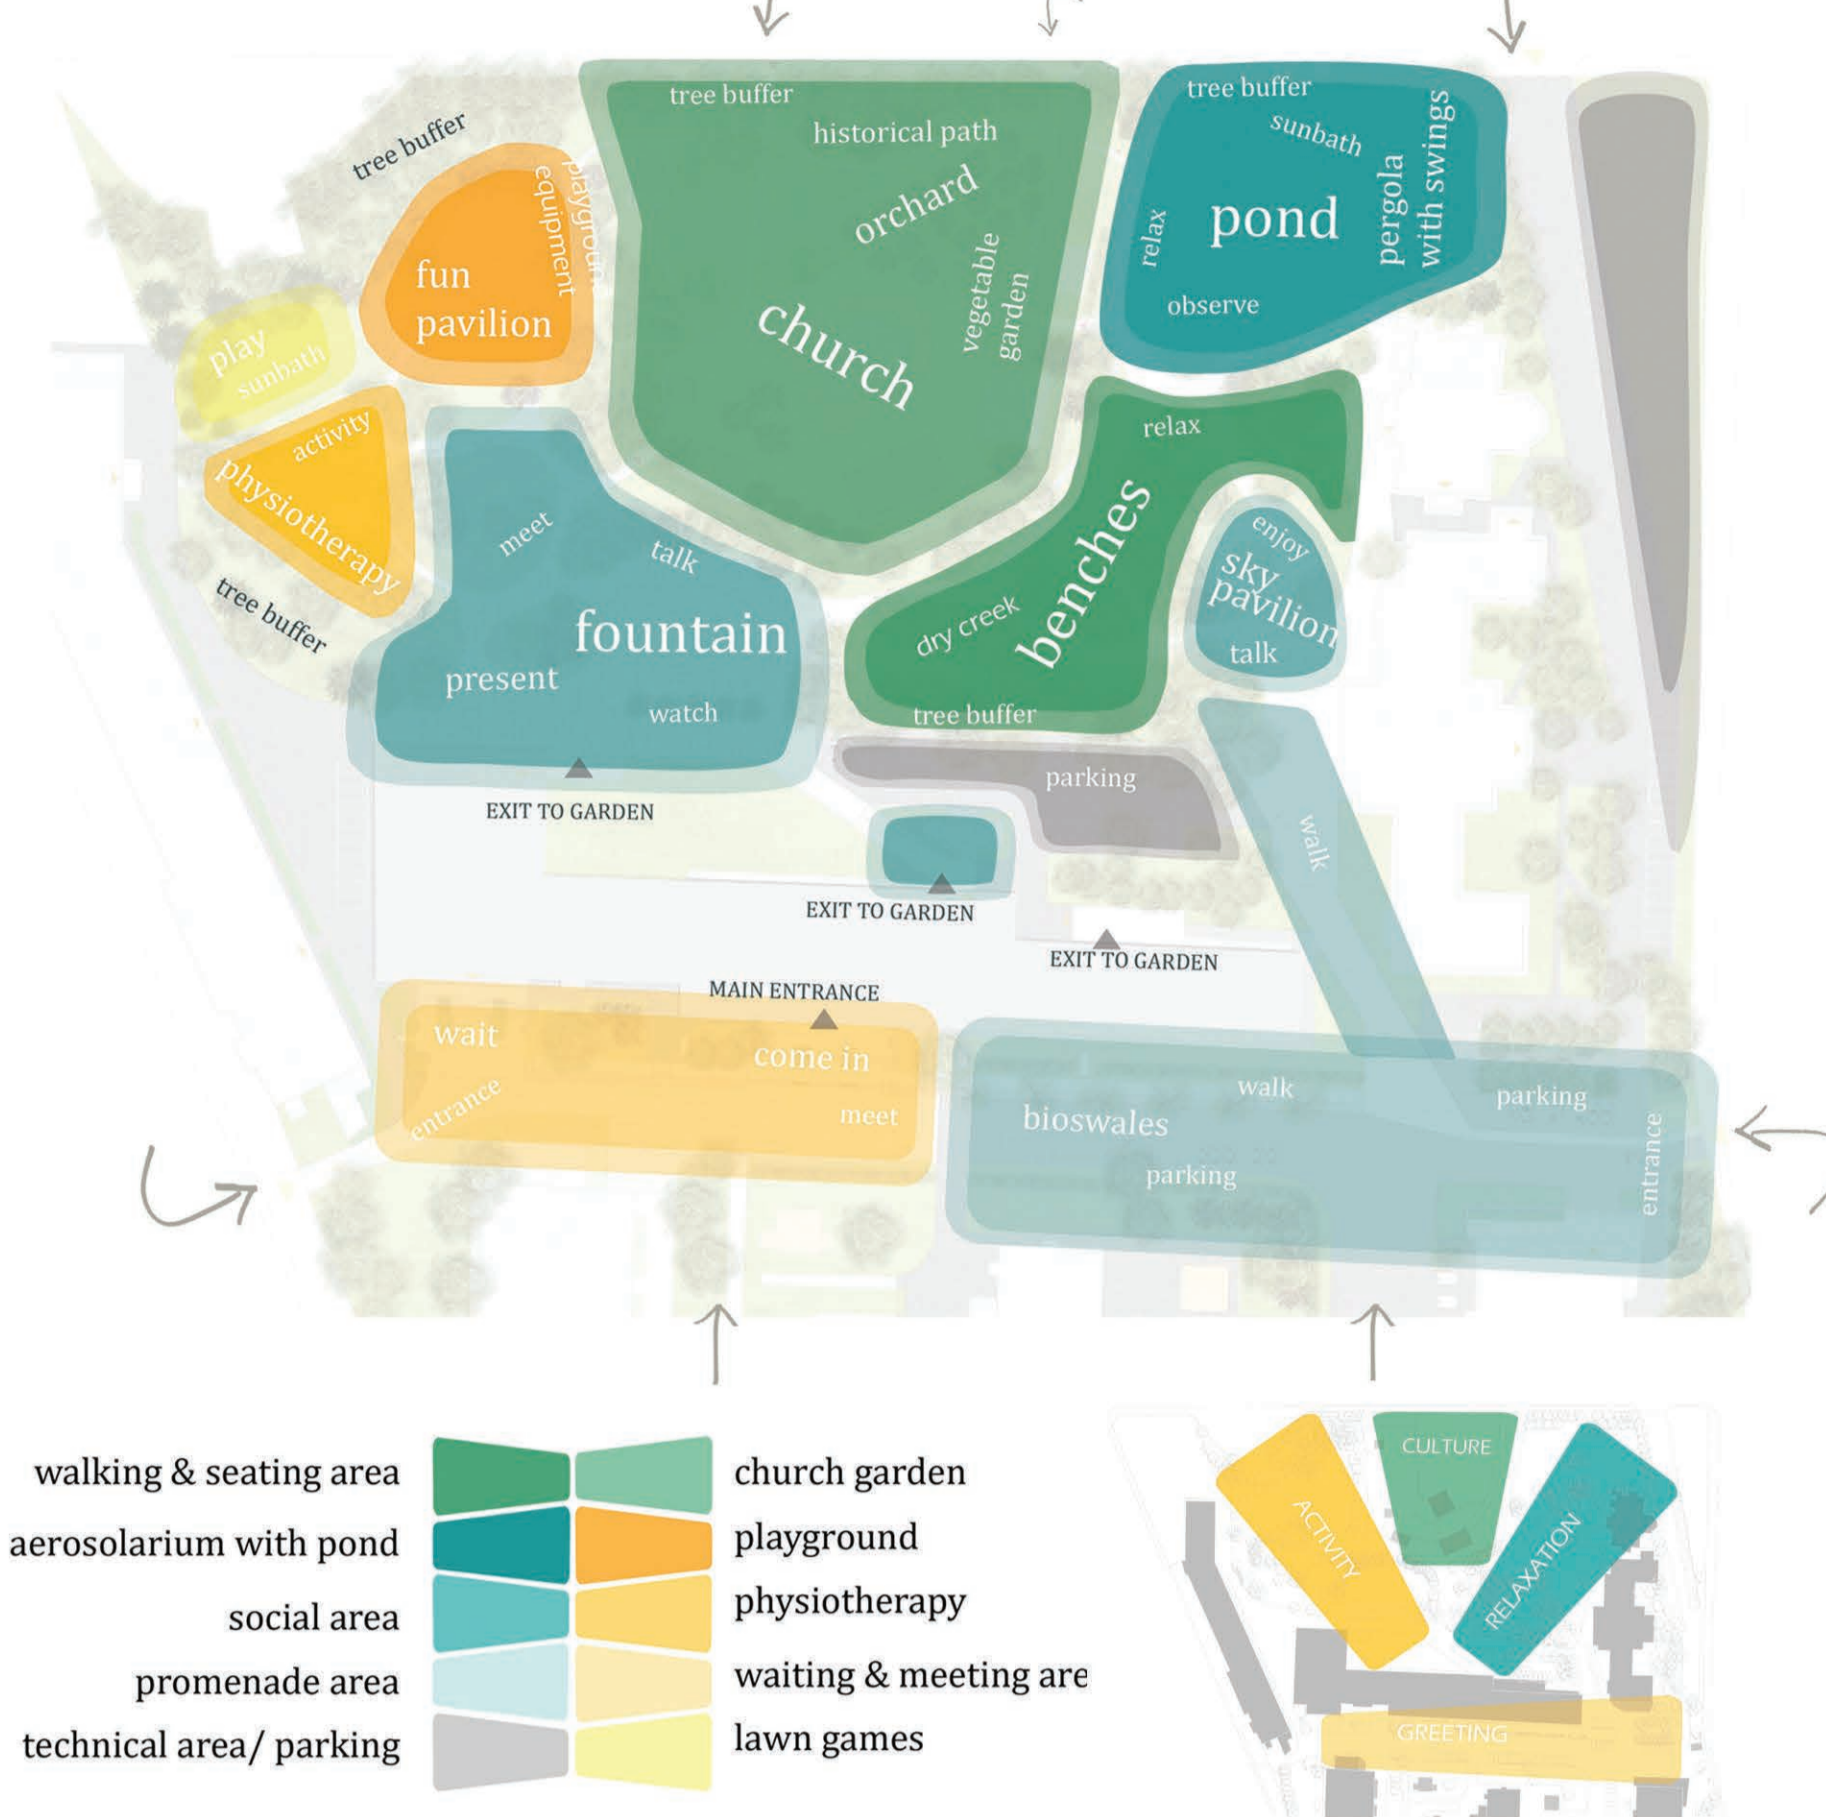 tree buffer
playground
equipment
fun
pavilion
play
sunbath
activity
physiotherapy
tree buffer
tree buffer
historical path
orchard
vegetable
garden
church
tree buffer
sunbath
pergola
with swings
relax
pond
observe
relax
benches
dry creek
tree buffer
enjoy
sky
pavilion
talk
meet
talk
fountain
present
watch
EXIT TO GARDEN
parking
walk
EXIT TO GARDEN
EXIT TO GARDEN
MAIN ENTRANCE
wait
come in
entrance
meet
walk
parking
bioswales
parking
entrance
walking & seating area
church garden
aerosolarium with pond
playground
social area
physiotherapy
promenade area
waiting & meeting are
technical area/ parking
lawn games
CULTURE
ACTIVITY
RELAXATION
GREETING